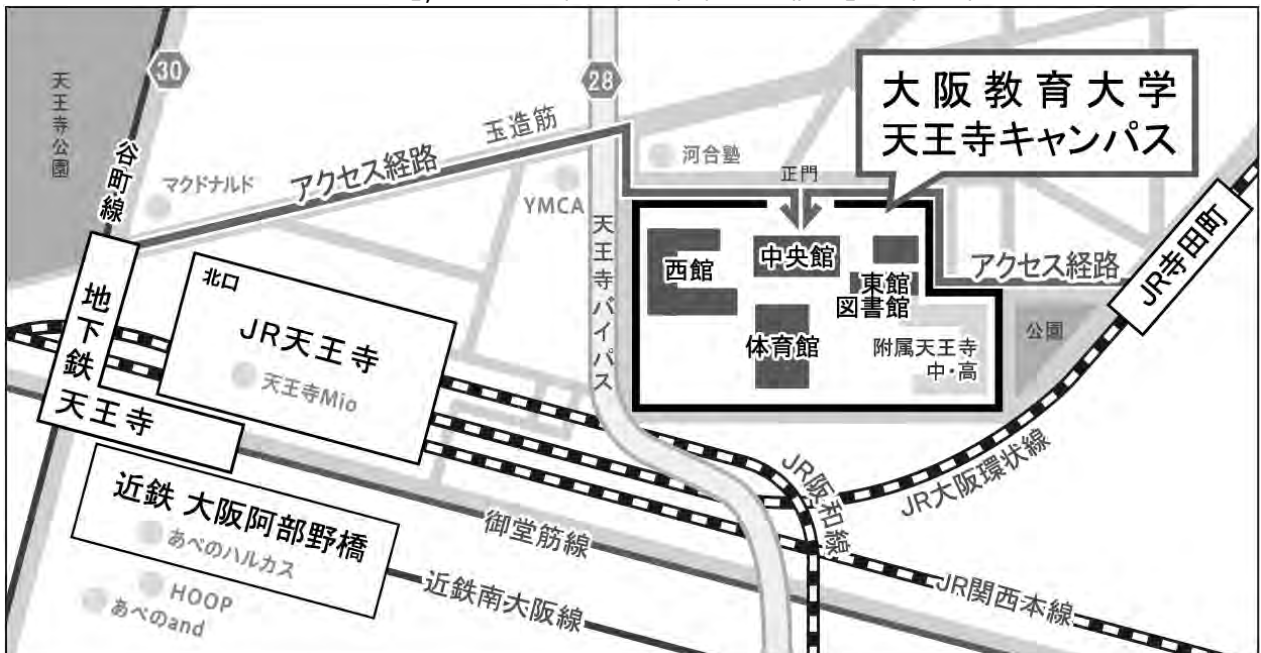 天王寺公園
30
谷町線
マクドナルド
アクセス経路
玉造筋
28
YMCA
天王寺バイパス
河合塾
正門
大阪教育大学
天王寺キャンパス
西館
中央館
東館
図書館
体育館
附属天王寺
中・高
アクセス経路
公園
JR寺田町
地下鉄
天王寺
北口
JR天王寺
天王寺Mio
近鉄 大阪阿部野橋
あべのハルカス
HOOP
あべのand
御堂筋線
近鉄南大阪線
JR阪和線
JR大阪環状線
JR関西本線